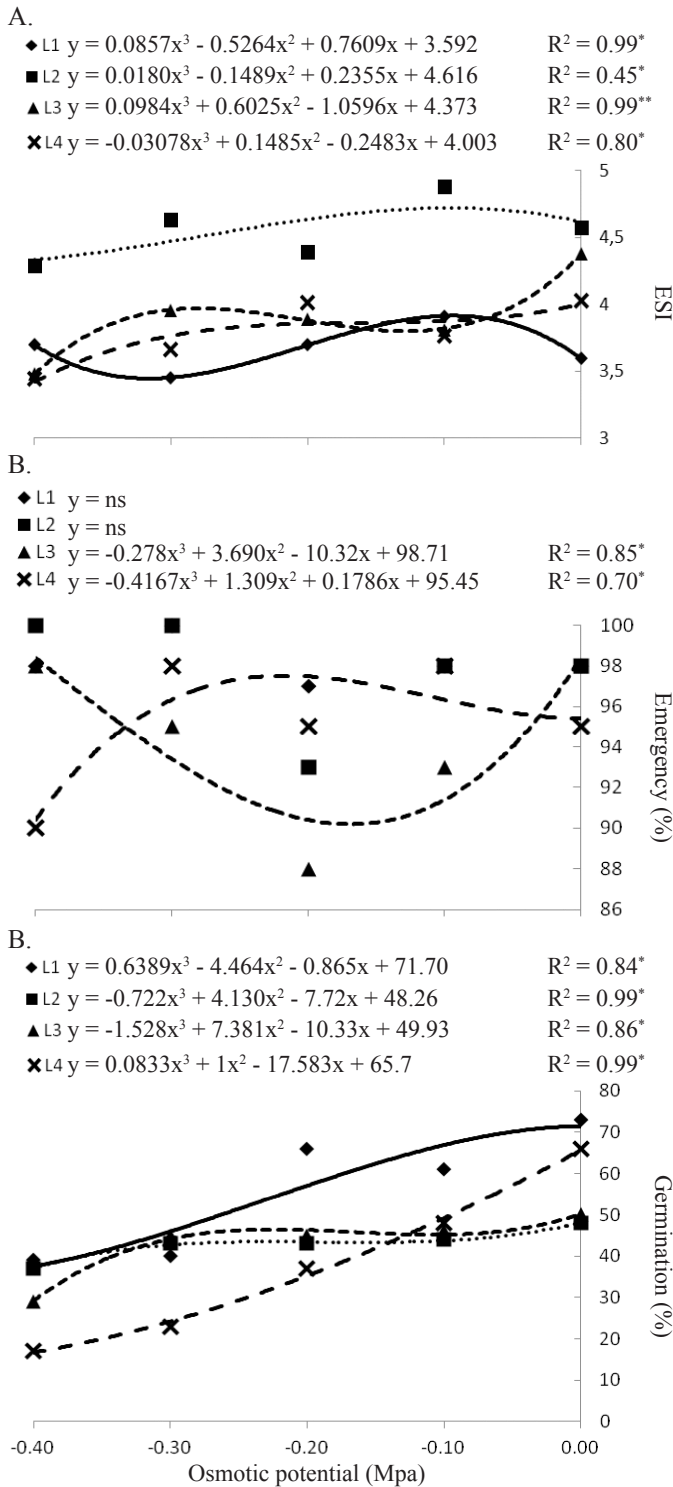 A.
L1 y = 0.0857x³ - 0.5264x² + 0.7609x + 3.592 R² = 0.99*
L2 y = 0.0180x³ - 0.1489x² + 0.2355x + 4.616 R² = 0.45*
L3 y = 0.0984x³ + 0.6025x² - 1.0596x + 4.373 R² = 0.99**
L4 y = -0.03078x³ + 0.1485x² - 0.2483x + 4.003 R² = 0.80*
5
4,5
4
3,5
3
ESI
B.
L1 y = ns
L2 y = ns
L3 y = -0.278x³ + 3.690x² - 10.32x + 98.71 R² = 0.85*
L4 y = -0.4167x³ + 1.309x² + 0.1786x + 95.45 R² = 0.70*
100
98
96
94
92
90
88
86
Emergency (%)
B.
L1 y = 0.6389x³ - 4.464x² - 0.865x + 71.70 R² = 0.84*
L2 y = -0.722x³ + 4.130x² - 7.72x + 48.26 R² = 0.99*
L3 y = -1.528x³ + 7.381x² - 10.33x + 49.93 R² = 0.86*
L4 y = 0.0833x³ + 1x² - 17.583x + 65.7 R² = 0.99*
80
70
60
50
40
30
20
10
0
Germination (%)
-0.40 -0.30 -0.20 -0.10 0.00
Osmotic potential (Mpa)